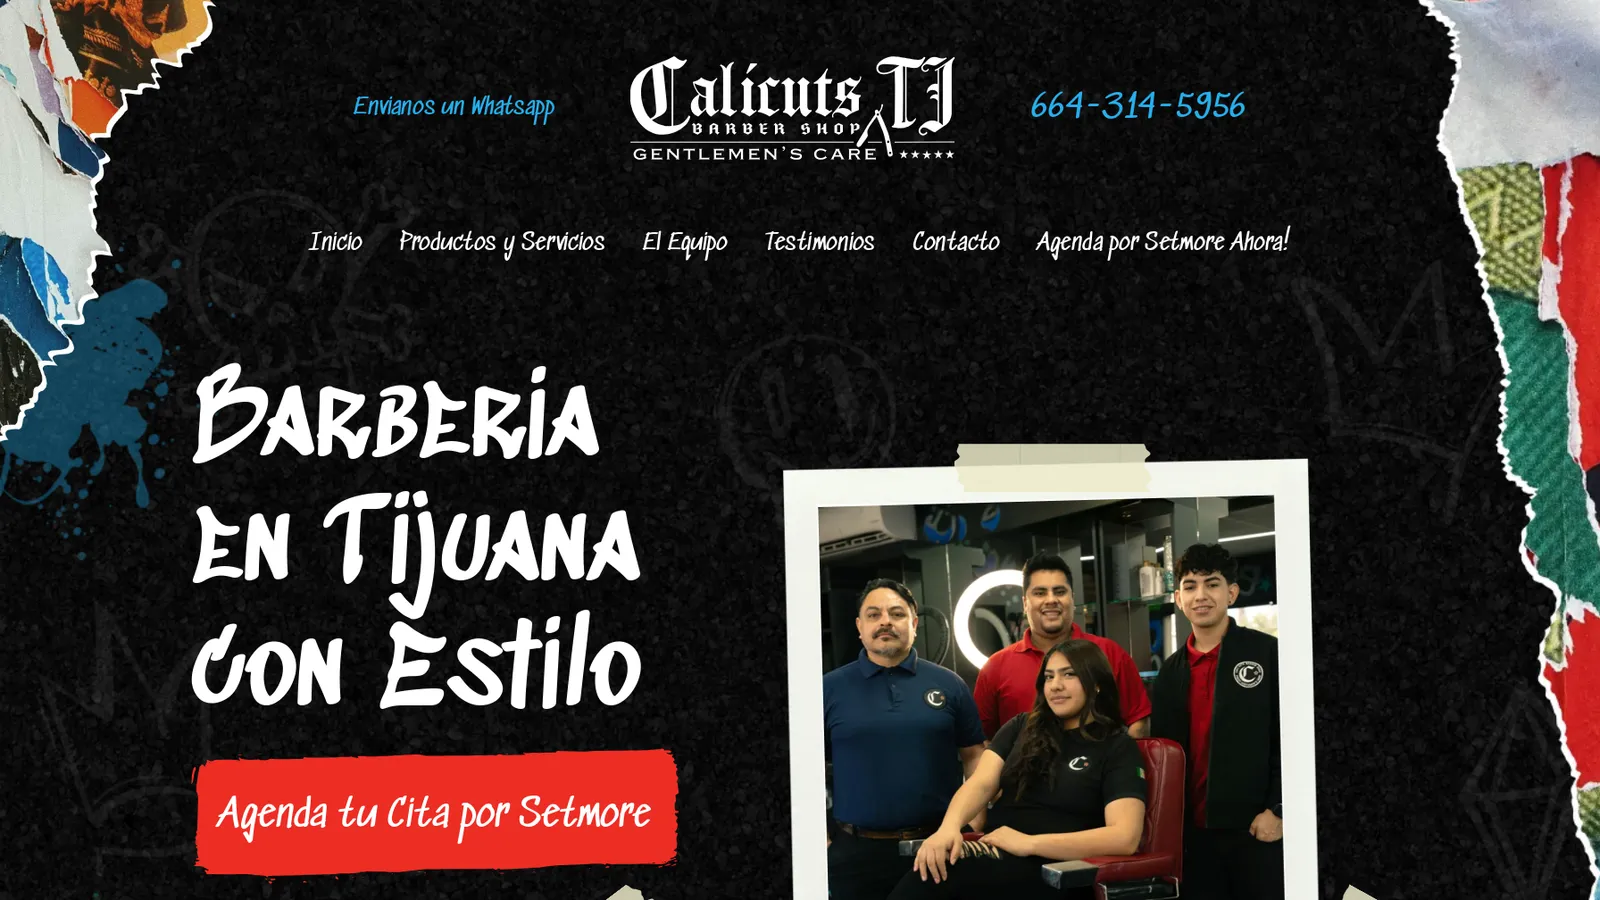 Envianos un Whatsapp
Calicuts TJ
BARBER SHOP
GENTLEMEN'S CARE
664-314-5956
Inicio
Productos y Servicios
El Equipo
Testimonios
Contacto
Agenda por Setmore Ahora!
Barbería
en Tijuana
con Estilo
Agenda tu Cita por Setmore